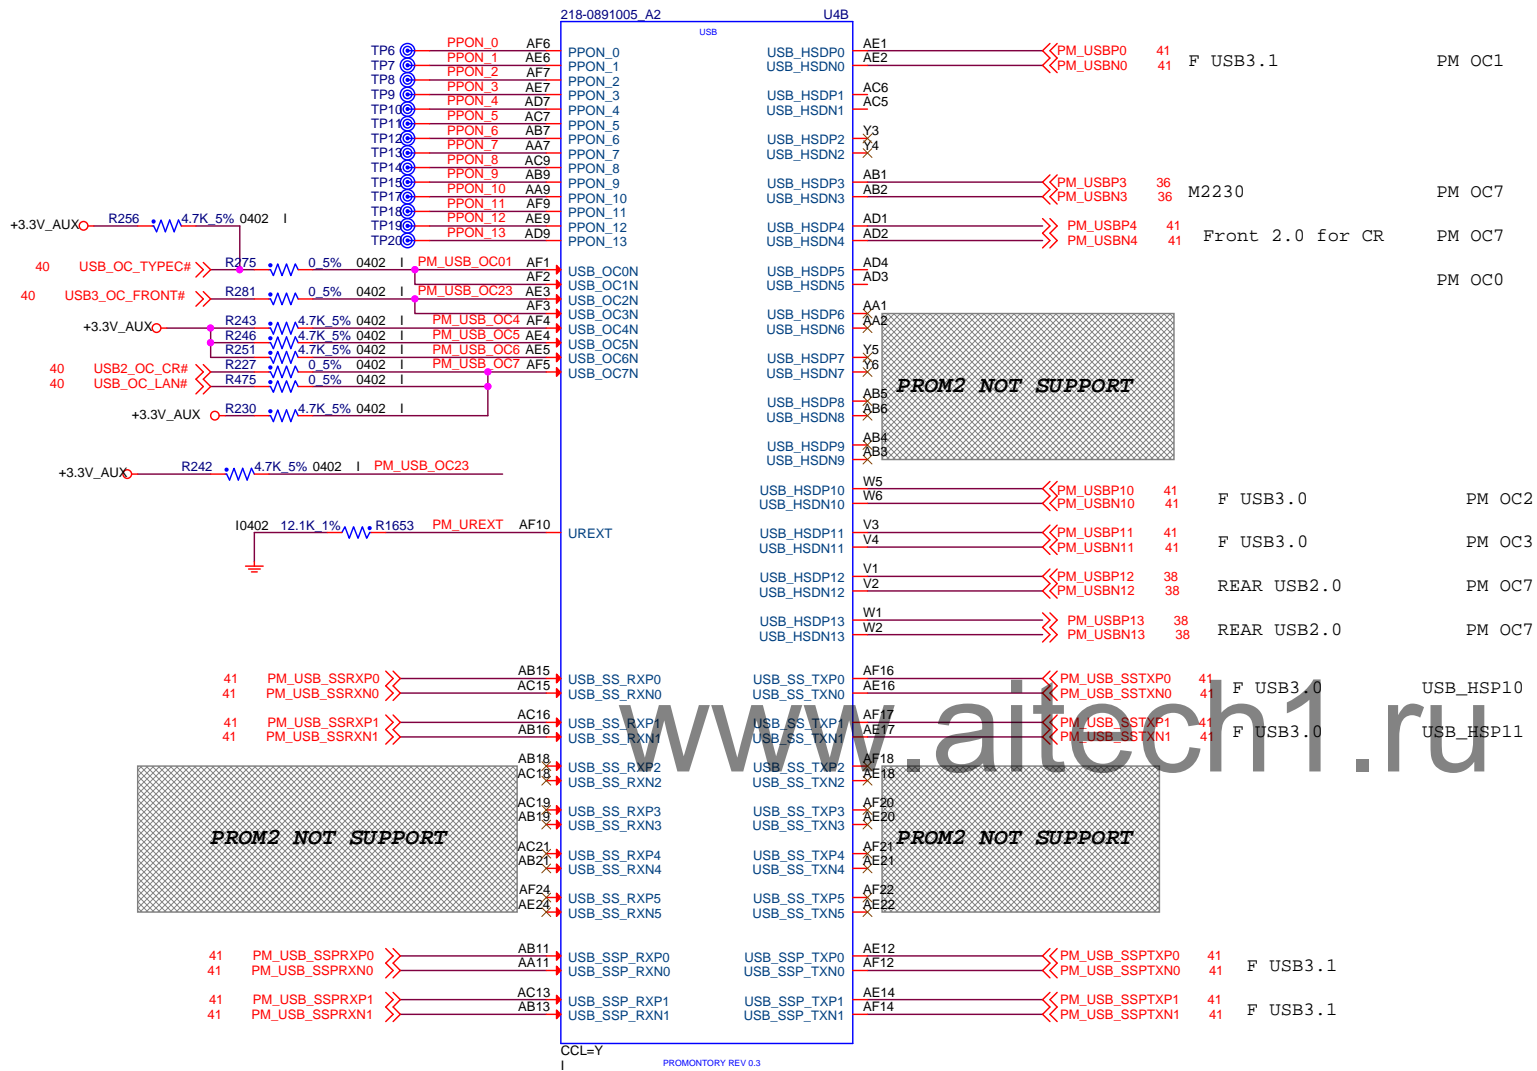 218-0891005_A2 U4B
USB
TP6 PPON_0 AF6 PPON_0
TP7 PPON_1 AE6 PPON_1
TP8 PPON_2 AF7 PPON_2
TP9 PPON_3 AE7 PPON_3
TP10 PPON_4 AD7 PPON_4
TP11 PPON_5 AC7 PPON_5
TP12 PPON_6 AB7 PPON_6
TP13 PPON_7 AA7 PPON_7
TP14 PPON_8 AC9 PPON_8
TP15 PPON_9 AB9 PPON_9
TP17 PPON_10 AA9 PPON_10
TP18 PPON_11 AF9 PPON_11
TP19 PPON_12 AE9 PPON_12
TP20 PPON_13 AD9 PPON_13
+3.3V_AUX R256 4.7K_5% 0402 I
40 USB_OC_TYPEC# R275 0_5% 0402 I PM_USB_OC01 AF1 USB_OC0N
AF2 USB_OC1N
40 USB3_OC_FRONT# R281 0_5% 0402 I PM_USB_OC23 AE3 USB_OC2N
AF3 USB_OC3N
+3.3V_AUX R243 4.7K_5% 0402 I PM_USB_OC4 AF4 USB_OC4N
R246 4.7K_5% 0402 I PM_USB_OC5 AE4 USB_OC5N
R251 4.7K_5% 0402 I PM_USB_OC6 AE5 USB_OC6N
40 USB2_OC_CR# R227 0_5% 0402 I PM_USB_OC7 AF5 USB_OC7N
40 USB_OC_LAN# R475 0_5% 0402 I
+3.3V_AUX R230 4.7K_5% 0402 I
+3.3V_AUX R242 4.7K_5% 0402 I PM_USB_OC23
I0402 12.1K_1% R1653 PM_UREXT AF10 UREXT
USB_HSDP0 AE1 PM_USBP0 41
USB_HSDN0 AE2 PM_USBN0 41
F USB3.1 PM OC1
USB_HSDP1 AC6
USB_HSDN1 AC5
USB_HSDP2 Y3
USB_HSDN2 Y4
USB_HSDP3 AB1 PM_USBP3 36
USB_HSDN3 AB2 PM_USBN3 36
M2230 PM OC7
USB_HSDP4 AD1 PM_USBP4 41
USB_HSDN4 AD2 PM_USBN4 41
Front 2.0 for CR PM OC7
USB_HSDP5 AD4
USB_HSDN5 AD3
PM OC0
USB_HSDP6 AA1
USB_HSDN6 AA2
USB_HSDP7 Y5
USB_HSDN7 Y6
PROM2 NOT SUPPORT
USB_HSDP8 AB5
USB_HSDN8 AB6
USB_HSDP9 AB4
USB_HSDN9 AB3
USB_HSDP10 W5 PM_USBP10 41
USB_HSDN10 W6 PM_USBN10 41
F USB3.0 PM OC2
USB_HSDP11 V3 PM_USBP11 41
USB_HSDN11 V4 PM_USBN11 41
F USB3.0 PM OC3
USB_HSDP12 V1 PM_USBP12 38
USB_HSDN12 V2 PM_USBN12 38
REAR USB2.0 PM OC7
USB_HSDP13 W1 PM_USBP13 38
USB_HSDN13 W2 PM_USBN13 38
REAR USB2.0 PM OC7
41 PM_USB_SSRXP0 AB15 USB_SS_RXP0
41 PM_USB_SSRXN0 AC15 USB_SS_RXN0
41 PM_USB_SSRXP1 AC16 USB_SS_RXP1
41 PM_USB_SSRXN1 AB16 USB_SS_RXN1
AB18 USB_SS_RXP2
AC18 USB_SS_RXN2
AC19 USB_SS_RXP3
AB19 USB_SS_RXN3
PROM2 NOT SUPPORT
AC21 USB_SS_RXP4
AB21 USB_SS_RXN4
AF24 USB_SS_RXP5
AE24 USB_SS_RXN5
41 PM_USB_SSPRXP0 AB11 USB_SSP_RXP0
41 PM_USB_SSPRXN0 AA11 USB_SSP_RXN0
41 PM_USB_SSPRXP1 AC13 USB_SSP_RXP1
41 PM_USB_SSPRXN1 AB13 USB_SSP_RXN1
USB_SS_TXP0 AF16 PM_USB_SSTXP0 41
USB_SS_TXN0 AE16 PM_USB_SSTXN0 41
F USB3.0 USB_HSP10
USB_SS_TXP1 AF17 PM_USB_SSTXP1 41
USB_SS_TXN1 AE17 PM_USB_SSTXN1 41
F USB3.0 USB_HSP11
www.aitech1.ru
USB_SS_TXP2 AF18
USB_SS_TXN2 AE18
USB_SS_TXP3 AF20
USB_SS_TXN3 AE20
PROM2 NOT SUPPORT
USB_SS_TXP4 AF21
USB_SS_TXN4 AE21
USB_SS_TXP5 AF22
USB_SS_TXN5 AE22
USB_SSP_TXP0 AE12 PM_USB_SSPTXP0 41
USB_SSP_TXN0 AF12 PM_USB_SSPTXN0 41
F USB3.1
USB_SSP_TXP1 AE14 PM_USB_SSPTXP1 41
USB_SSP_TXN1 AF14 PM_USB_SSPTXN1 41
F USB3.1
CCL=Y
I
PROMONTORY REV 0.3